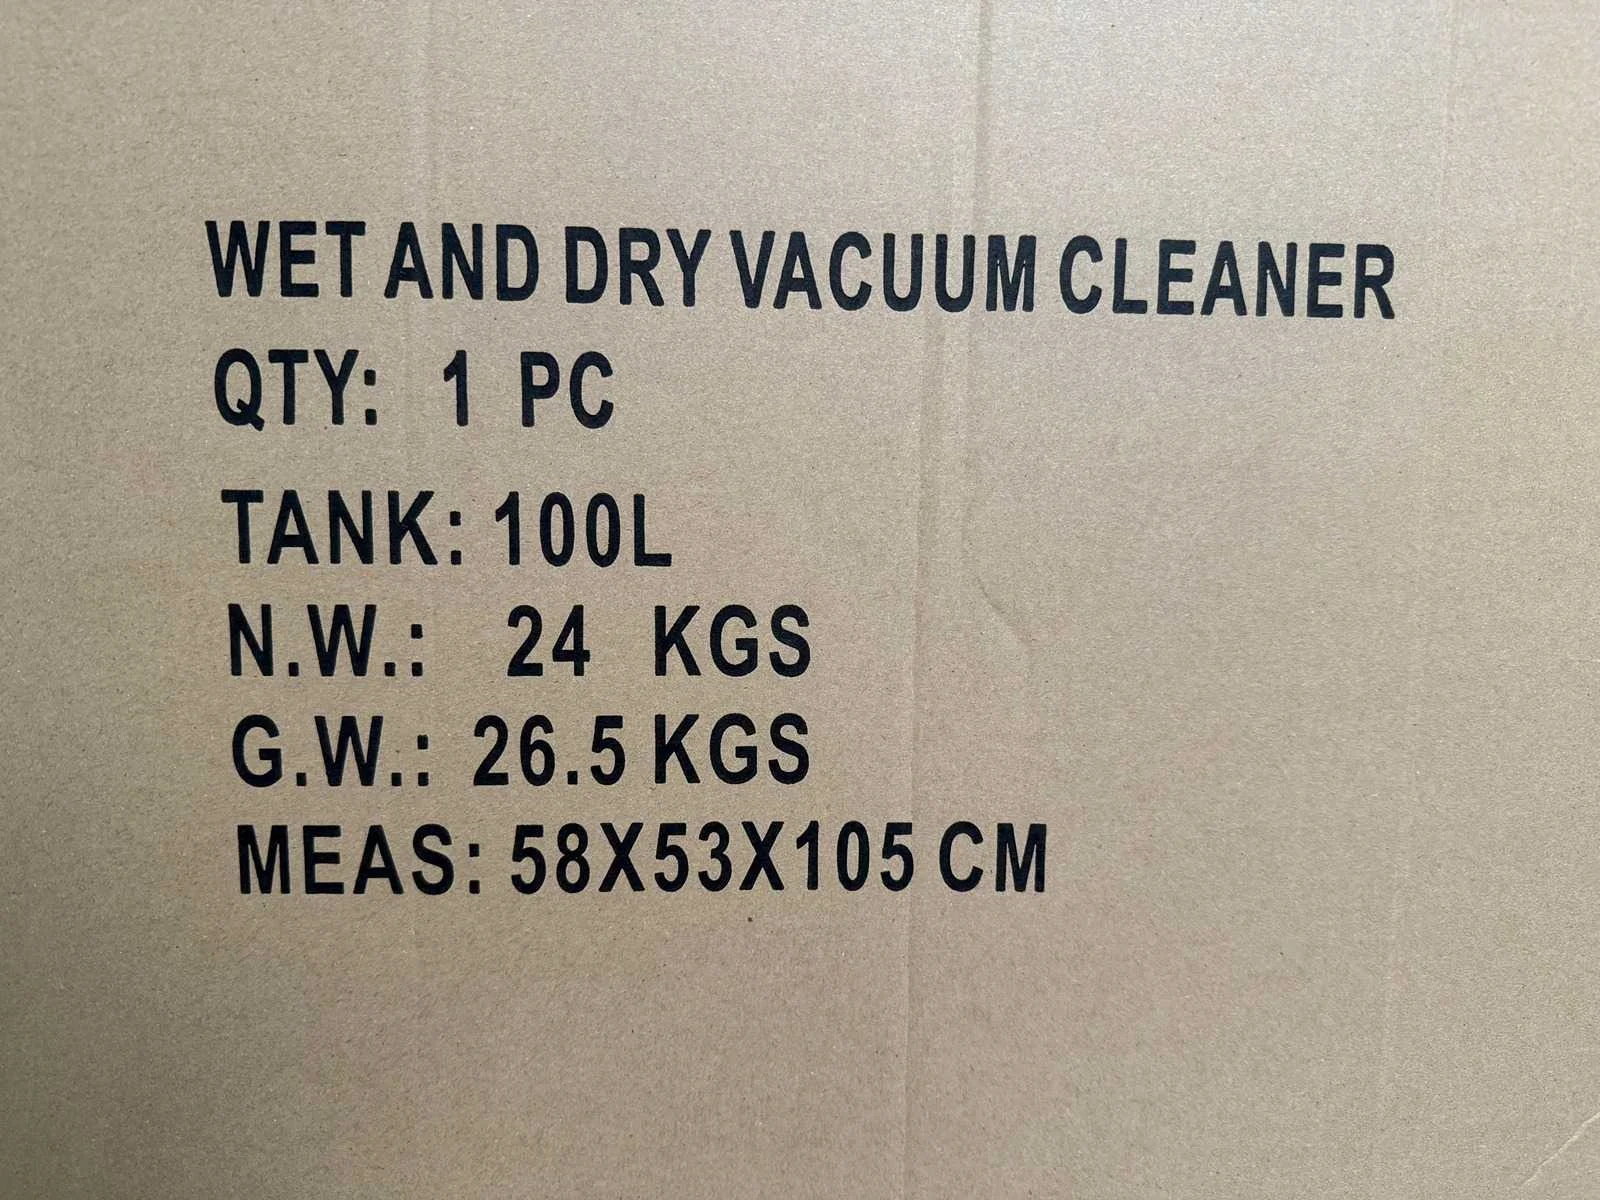 WET AND DRY VACUUM CLEANER
QTY: 1 PC
TANK: 100L
N.W.: 24 KGS
G.W.: 26.5 KGS
MEAS: 58X53X105 CM